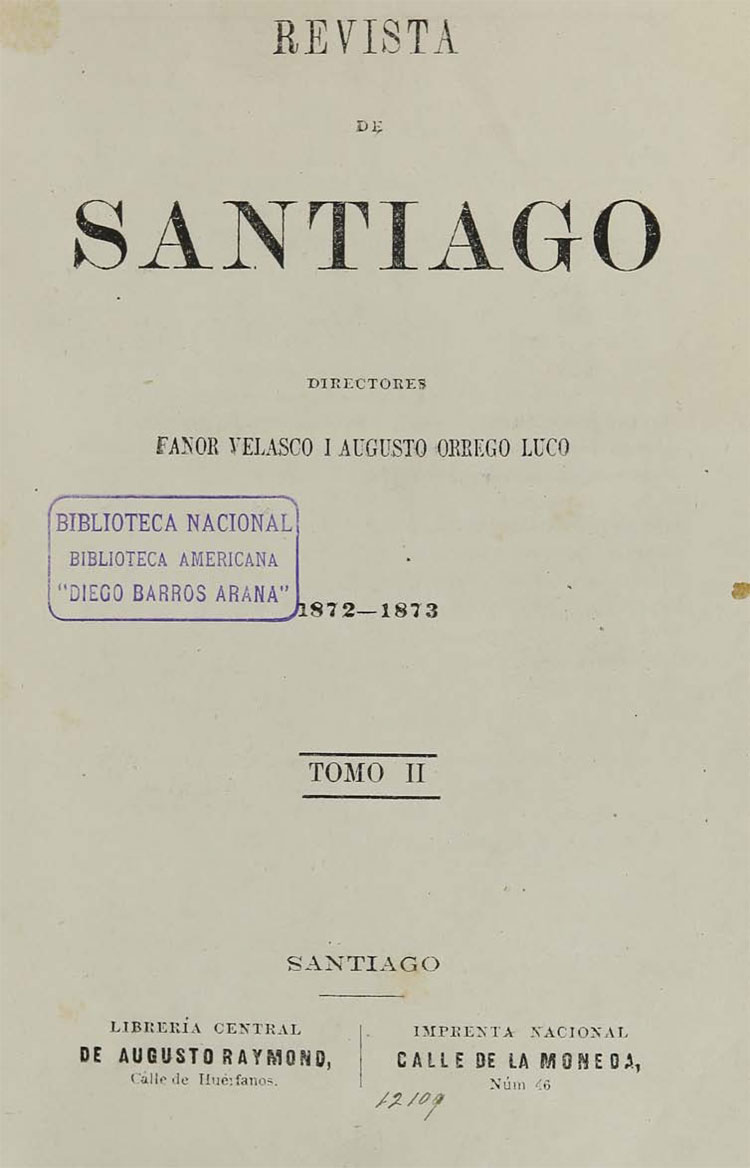 REVISTA
DE
SANTIAGO
DIRECTORES
FANOR VELASCO I AUGUSTO ORREGO LUCO
BIBLIOTECA NACIONAL
BIBLIOTECA AMERICANA
"DIEGO BARROS ARANA"
1872—1873
TOMO II
SANTIAGO
LIBRERÍA CENTRAL
DE AUGUSTO RAYMOND,
Calle de Huérfanos.
IMPRENTA NACIONAL
CALLE DE LA MONEDA,
Núm 46
12109